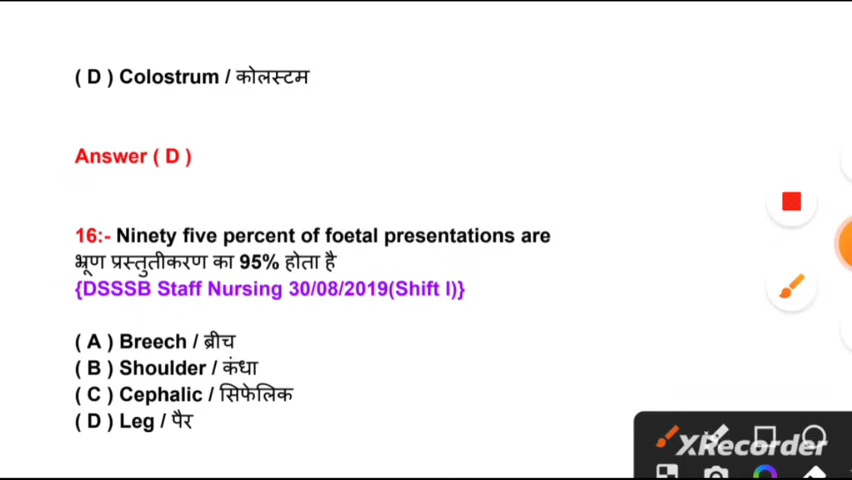 ( D ) Colostrum / कोलस्टम
Answer ( D )
16:- Ninety five percent of foetal presentations are
भ्रूण प्रस्तुतीकरण का 95% होता है
{DSSSB Staff Nursing 30/08/2019(Shift I)}
( A ) Breech / ब्रीच
( B ) Shoulder / कंधा
( C ) Cephalic / सिफेलिक
( D ) Leg / पैर
XRecorder